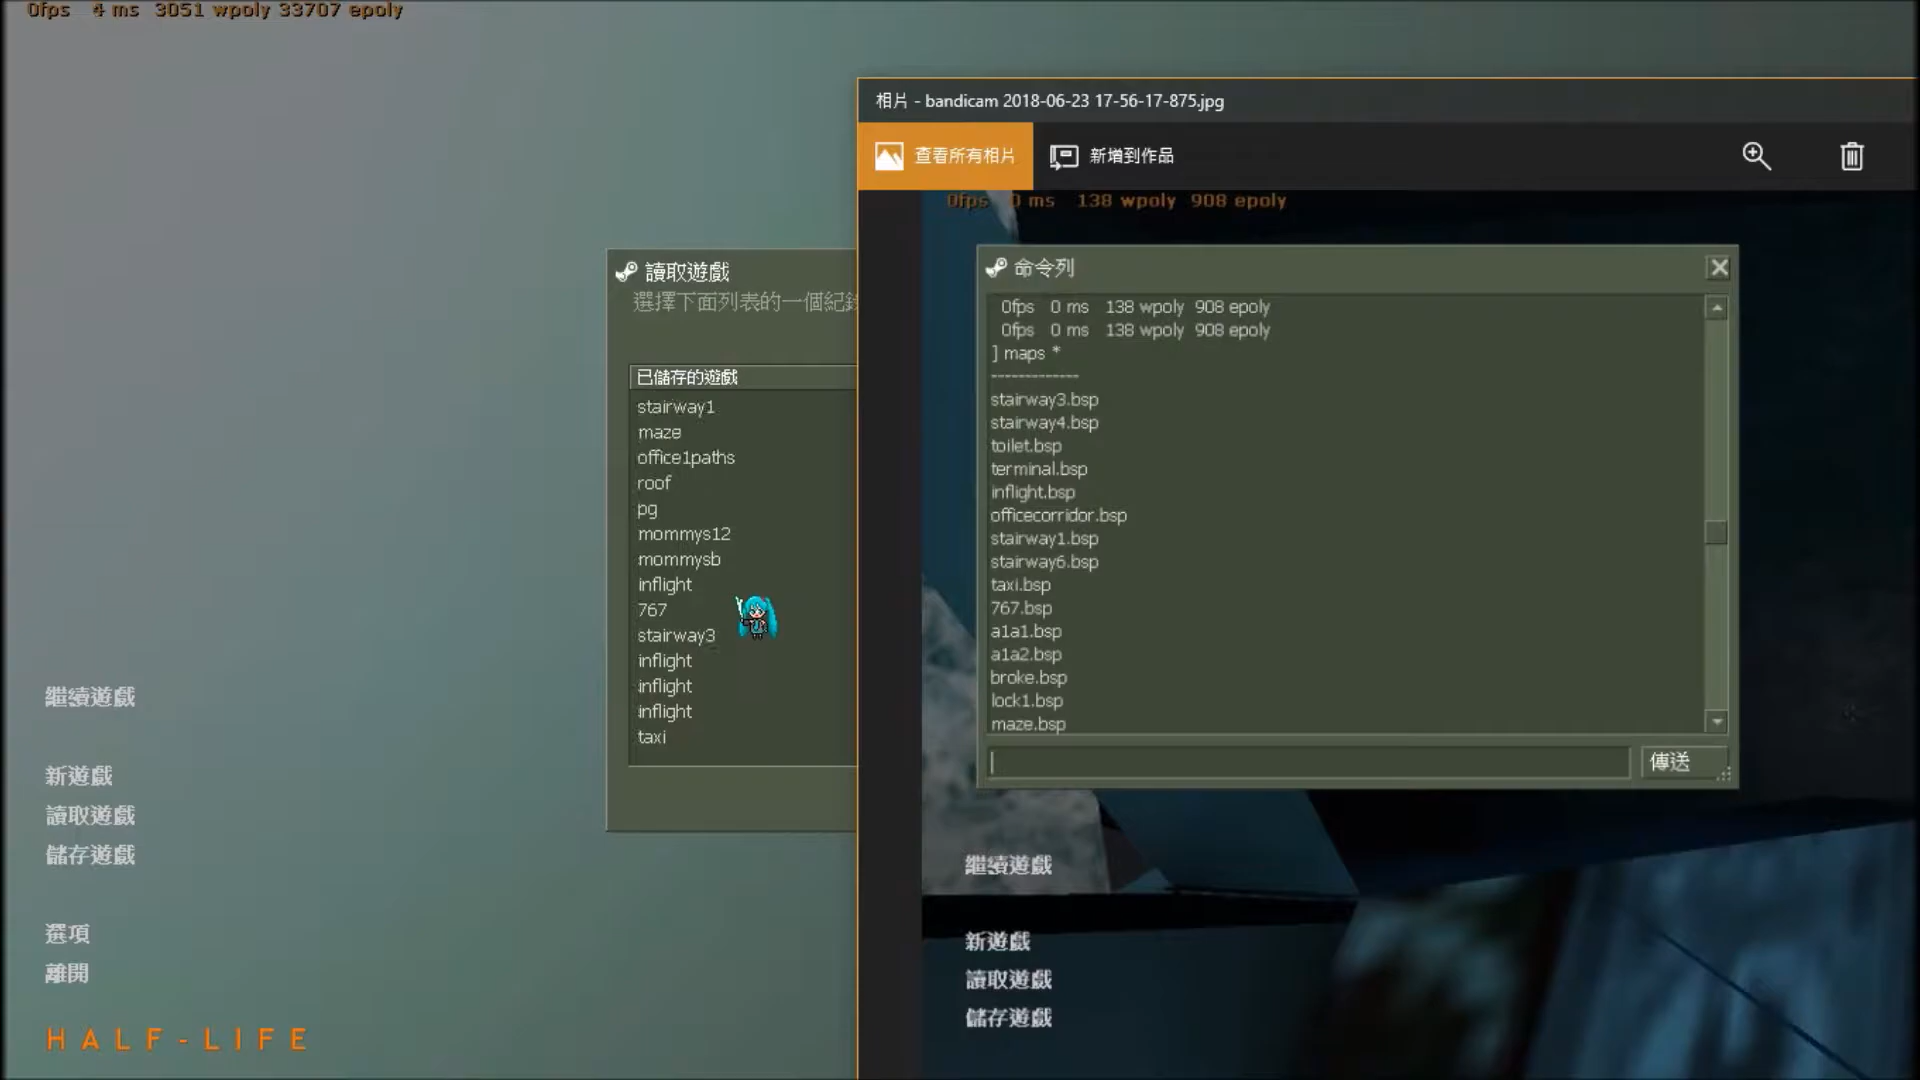 0fps 4 ms 3051 wpoly 33707 epoly
相片 - bandicam 2018-06-23 17-56-17-875.jpg
查看所有相片
新增到作品
0fps 0 ms 138 wpoly 908 epoly
讀取遊戲
選擇下面列表的一個紀錄
已儲存的遊戲
stairway1
maze
office1paths
roof
pg
mommys12
mommysb
inflight
767
stairway3
inflight
inflight
inflight
taxi
命令列
0fps 0 ms 138 wpoly 908 epoly
0fps 0 ms 138 wpoly 908 epoly
] maps *
-------------
stairway3.bsp
stairway4.bsp
toilet.bsp
terminal.bsp
inflight.bsp
officecorridor.bsp
stairway1.bsp
stairway6.bsp
taxi.bsp
767.bsp
a1a1.bsp
a1a2.bsp
broke.bsp
lock1.bsp
maze.bsp
傳送
繼續遊戲
新遊戲
讀取遊戲
儲存遊戲
選項
離開
HALF-LIFE
繼續遊戲
新遊戲
讀取遊戲
儲存遊戲